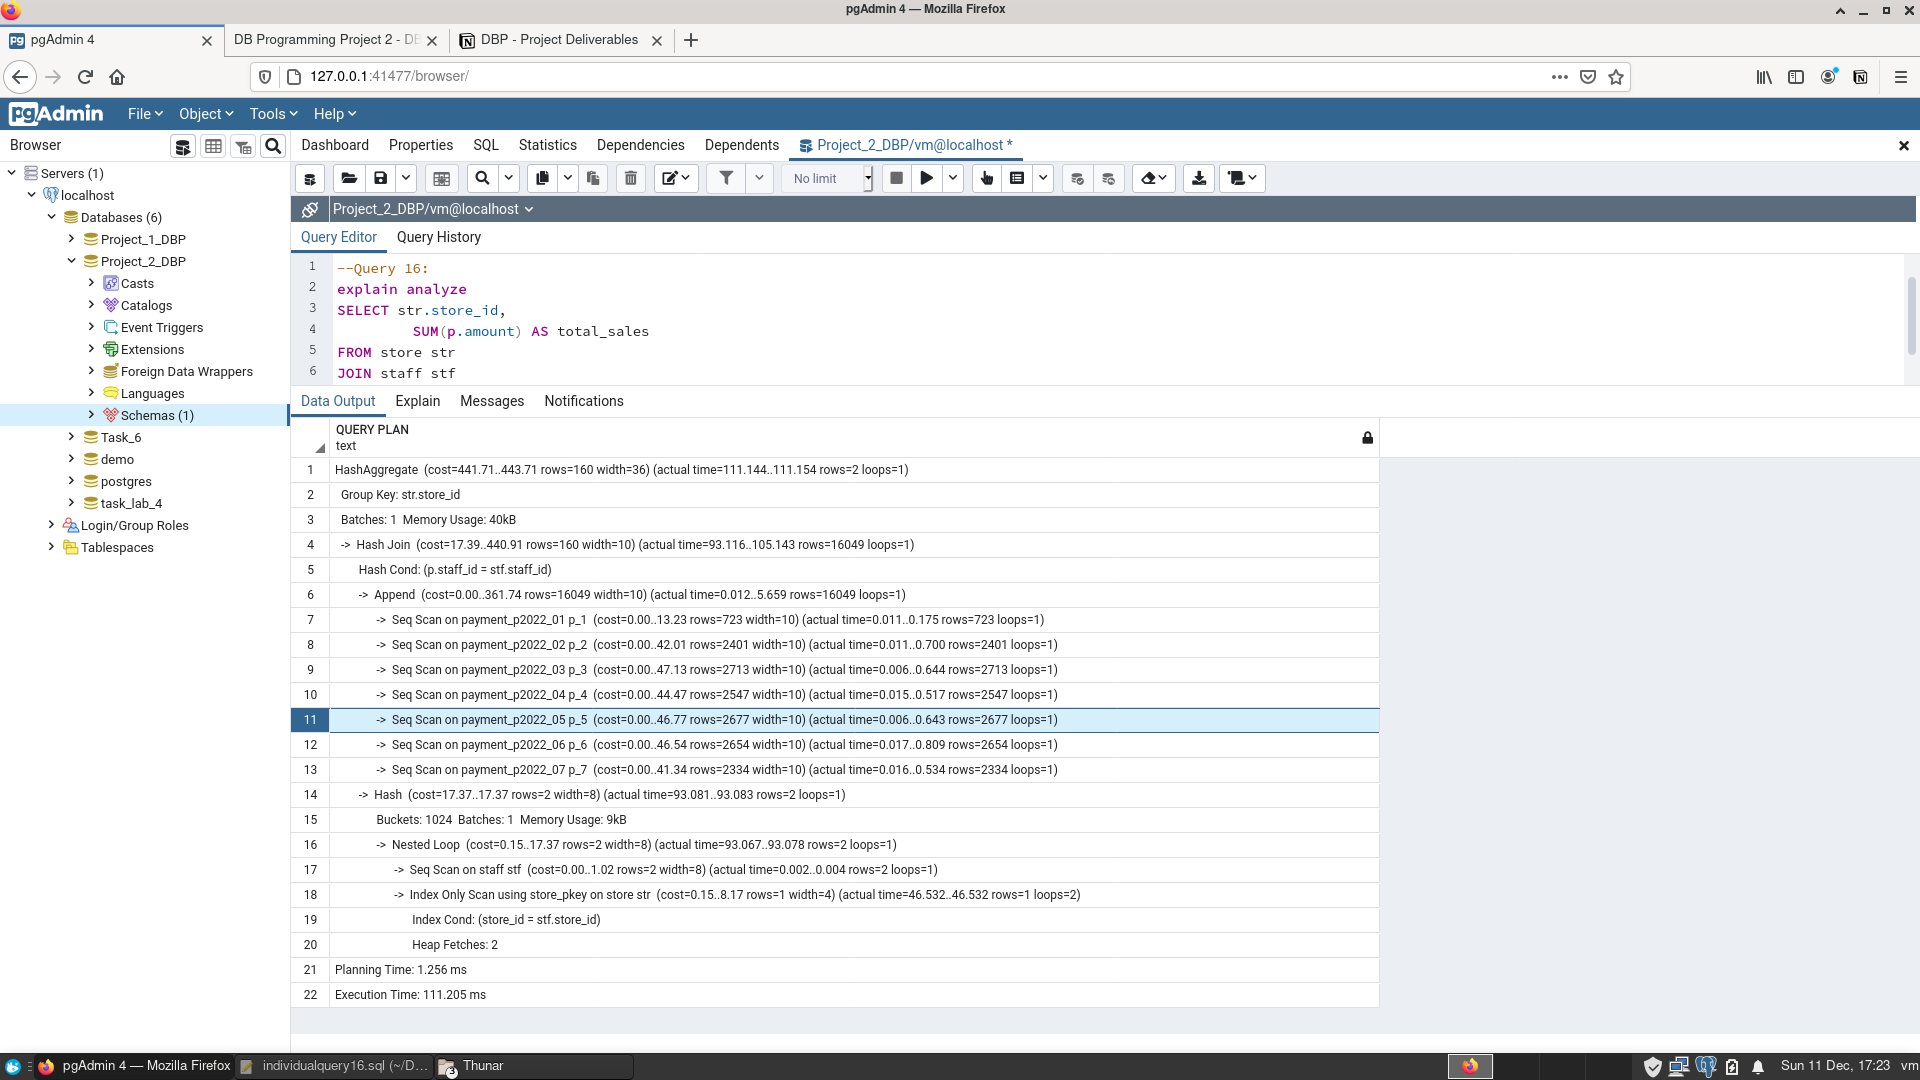 pgAdmin 4 — Mozilla Firefox
pgAdmin 4
DB Programming Project 2 - DE
DBP - Project Deliverables
127.0.0.1:41477/browser/
pgAdmin
File
Object
Tools
Help
Browser
Dashboard
Properties
SQL
Statistics
Dependencies
Dependents
Project_2_DBP/vm@localhost *
Servers (1)
localhost
Databases (6)
Project_1_DBP
Project_2_DBP
Casts
Catalogs
Event Triggers
Extensions
Foreign Data Wrappers
Languages
Schemas (1)
Task_6
demo
postgres
task_lab_4
Login/Group Roles
Tablespaces
No limit
Project_2_DBP/vm@localhost
Query Editor
Query History
1 --Query 16:
2 explain analyze
3 SELECT str.store_id,
4 SUM(p.amount) AS total_sales
5 FROM store str
6 JOIN staff stf
Data Output
Explain
Messages
Notifications
QUERY PLAN
text
1 HashAggregate (cost=441.71..443.71 rows=160 width=36) (actual time=111.144..111.154 rows=2 loops=1)
2 Group Key: str.store_id
3 Batches: 1 Memory Usage: 40kB
4 -> Hash Join (cost=17.39..440.91 rows=160 width=10) (actual time=93.116..105.143 rows=16049 loops=1)
5 Hash Cond: (p.staff_id = stf.staff_id)
6 -> Append (cost=0.00..361.74 rows=16049 width=10) (actual time=0.012..5.659 rows=16049 loops=1)
7 -> Seq Scan on payment_p2022_01 p_1 (cost=0.00..13.23 rows=723 width=10) (actual time=0.011..0.175 rows=723 loops=1)
8 -> Seq Scan on payment_p2022_02 p_2 (cost=0.00..42.01 rows=2401 width=10) (actual time=0.011..0.700 rows=2401 loops=1)
9 -> Seq Scan on payment_p2022_03 p_3 (cost=0.00..47.13 rows=2713 width=10) (actual time=0.006..0.644 rows=2713 loops=1)
10 -> Seq Scan on payment_p2022_04 p_4 (cost=0.00..44.47 rows=2547 width=10) (actual time=0.015..0.517 rows=2547 loops=1)
11 -> Seq Scan on payment_p2022_05 p_5 (cost=0.00..46.77 rows=2677 width=10) (actual time=0.006..0.643 rows=2677 loops=1)
12 -> Seq Scan on payment_p2022_06 p_6 (cost=0.00..46.54 rows=2654 width=10) (actual time=0.017..0.809 rows=2654 loops=1)
13 -> Seq Scan on payment_p2022_07 p_7 (cost=0.00..41.34 rows=2334 width=10) (actual time=0.016..0.534 rows=2334 loops=1)
14 -> Hash (cost=17.37..17.37 rows=2 width=8) (actual time=93.081..93.083 rows=2 loops=1)
15 Buckets: 1024 Batches: 1 Memory Usage: 9kB
16 -> Nested Loop (cost=0.15..17.37 rows=2 width=8) (actual time=93.067..93.078 rows=2 loops=1)
17 -> Seq Scan on staff stf (cost=0.00..1.02 rows=2 width=8) (actual time=0.002..0.004 rows=2 loops=1)
18 -> Index Only Scan using store_pkey on store str (cost=0.15..8.17 rows=1 width=4) (actual time=46.532..46.532 rows=1 loops=2)
19 Index Cond: (store_id = stf.store_id)
20 Heap Fetches: 2
21 Planning Time: 1.256 ms
22 Execution Time: 111.205 ms
pgAdmin 4 — Mozilla Firefox
individualquery16.sql (~/D...
3 Thunar
Sun 11 Dec, 17:23 vm